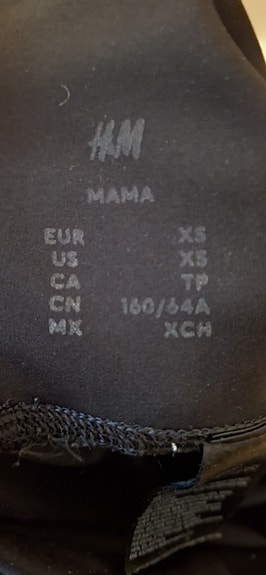 H&M
MAMA
EUR XS
US XS
CA TP
CN 160/64A
MX XCH